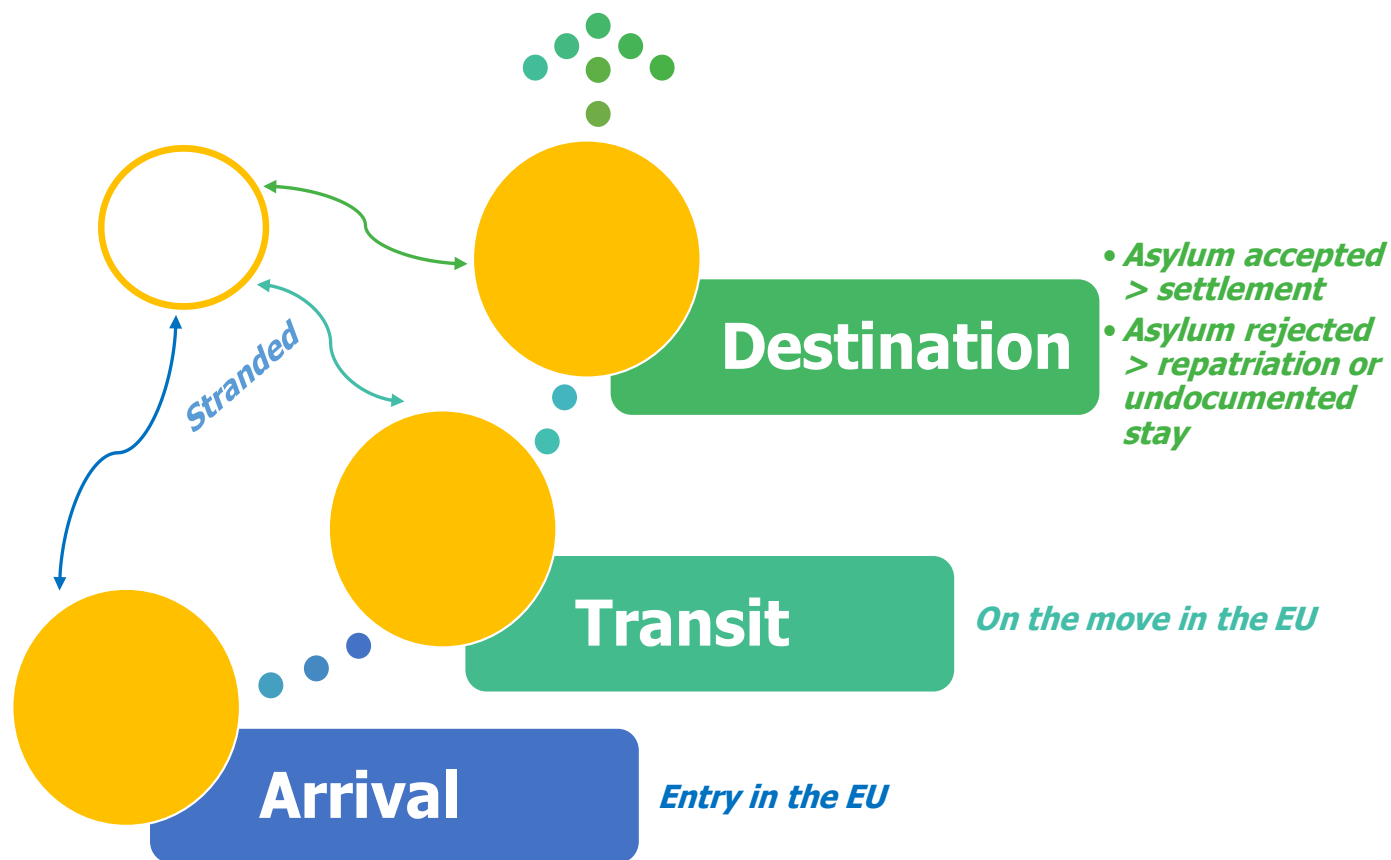 Stranded
Destination
• Asylum accepted
> settlement
• Asylum rejected
> repatriation or
undocumented
stay
Transit
On the move in the EU
Arrival
Entry in the EU